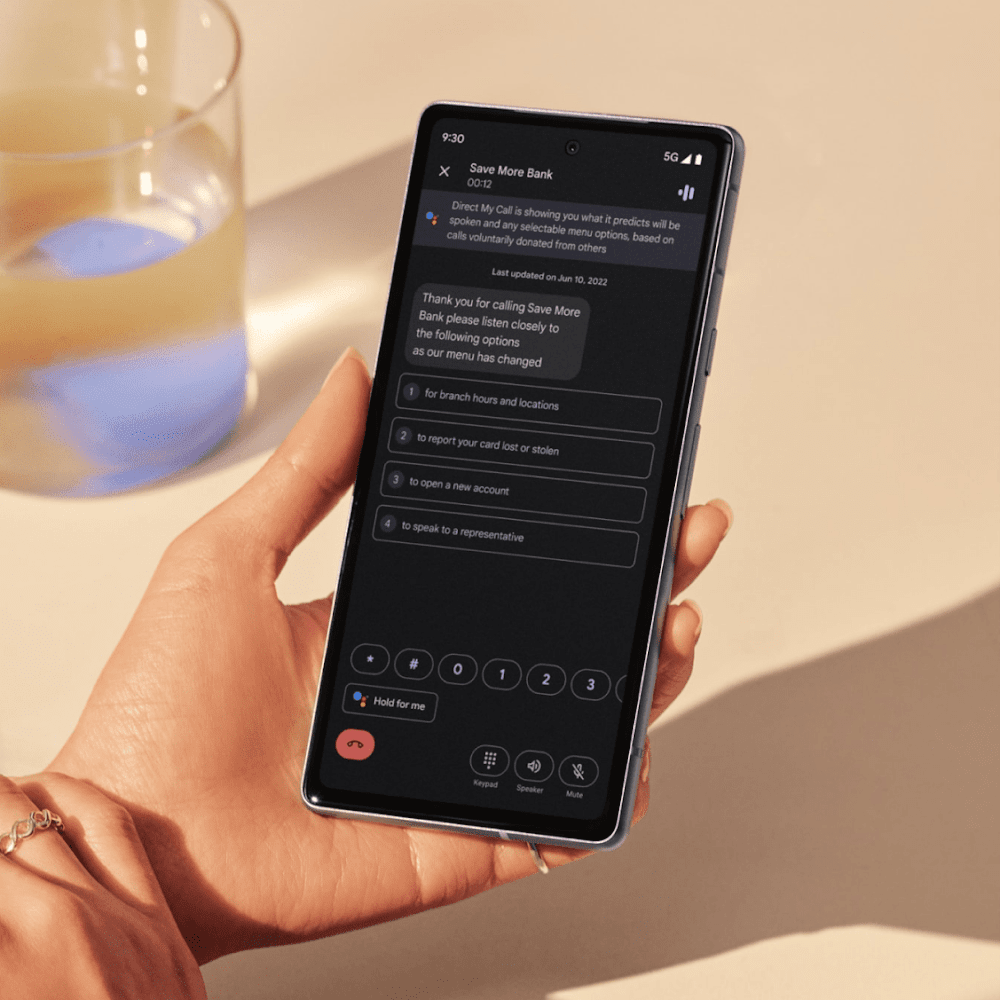 9:30
5G
Save More Bank
00:12
Direct My Call is showing you what it predicts will be
spoken and any selectable menu options, based on
calls voluntarily donated from others
Last updated on Jun 10, 2022
Thank you for calling Save More
Bank please listen closely to
the following options
as our menu has changed
1 for branch hours and locations
2 to report your card lost or stolen
3 to open a new account
4 to speak to a representative
* # 0 1 2 3
Hold for me
Keypad Speaker Mute